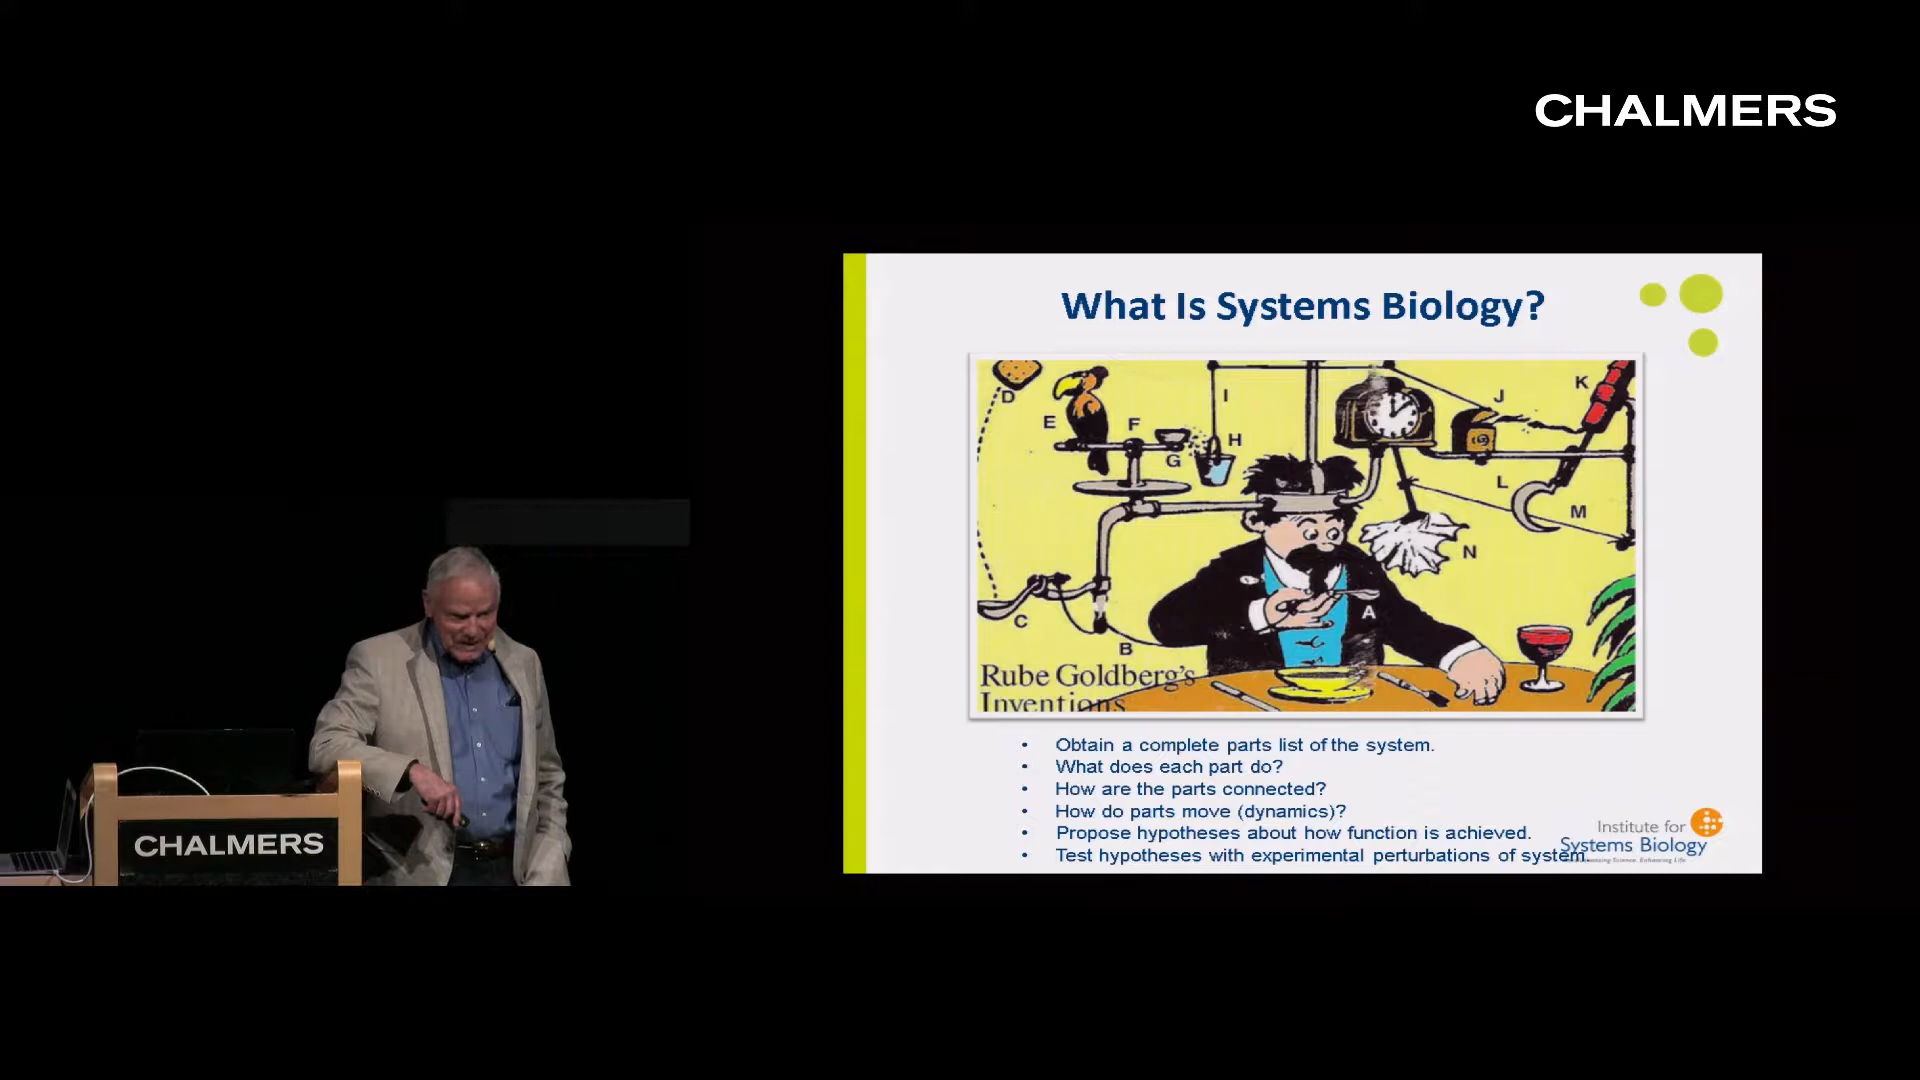 CHALMERS
What Is Systems Biology?
D
E
F
G
H
I
J
K
L
M
N
A
B
C
Rube Goldberg's
Inventions
• Obtain a complete parts list of the system.
• What does each part do?
• How are the parts connected?
• How do parts move (dynamics)?
• Propose hypotheses about how function is achieved.
• Test hypotheses with experimental perturbations of system.
Institute for
Systems Biology
CHALMERS